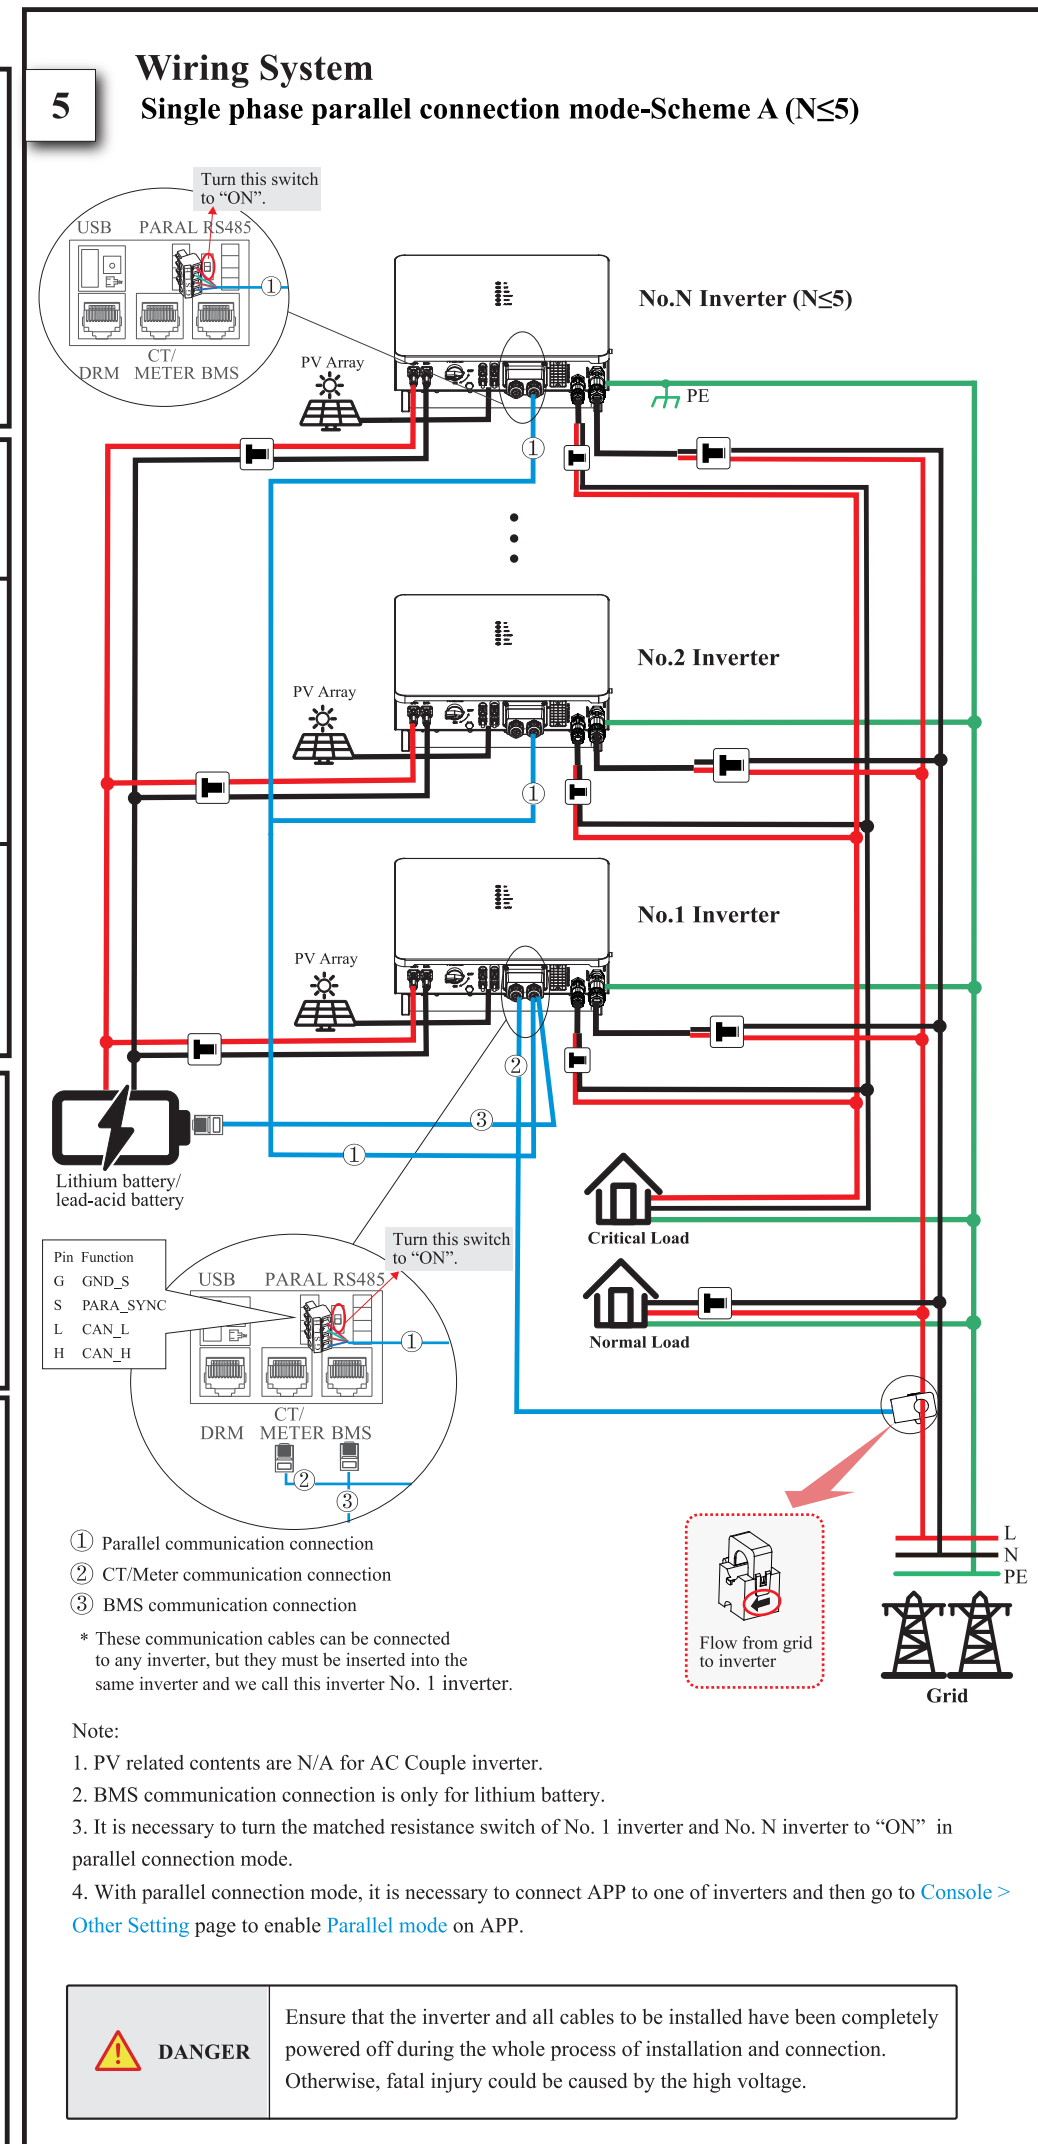 5
Wiring System
Single phase parallel connection mode-Scheme A (N≤5)
Turn this switch
to “ON”.
USB
PARAL RS485
①
CT/
DRM
METER BMS
PV Array
No.N Inverter (N≤5)
PE
①
No.2 Inverter
PV Array
①
No.1 Inverter
PV Array
②
③
①
Lithium battery/
lead-acid battery
Critical Load
Normal Load
Pin Function
G GND_S
S PARA_SYNC
L CAN_L
H CAN_H
Turn this switch
to “ON”.
USB
PARAL RS485
①
CT/
DRM
METER BMS
②
③
L
N
PE
Flow from grid
to inverter
Grid
① Parallel communication connection
② CT/Meter communication connection
③ BMS communication connection
* These communication cables can be connected
to any inverter, but they must be inserted into the
same inverter and we call this inverter No. 1 inverter.
Note:
1. PV related contents are N/A for AC Couple inverter.
2. BMS communication connection is only for lithium battery.
3. It is necessary to turn the matched resistance switch of No. 1 inverter and No. N inverter to “ON” in
parallel connection mode.
4. With parallel connection mode, it is necessary to connect APP to one of inverters and then go to Console >
Other Setting page to enable Parallel mode on APP.
DANGER
Ensure that the inverter and all cables to be installed have been completely
powered off during the whole process of installation and connection.
Otherwise, fatal injury could be caused by the high voltage.